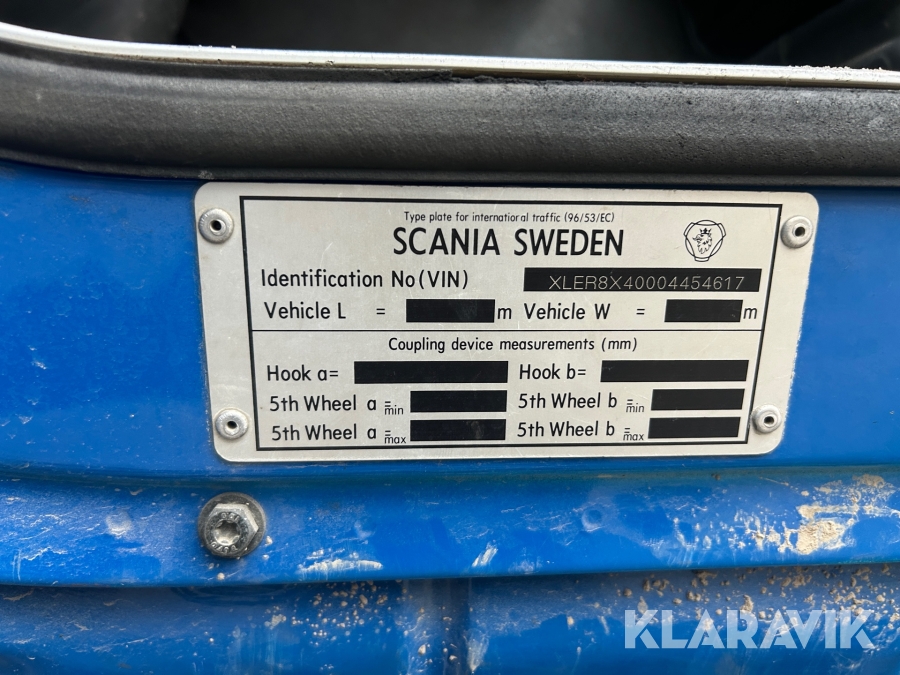 Type plate for international traffic (96/53/EC)
SCANIA SWEDEN
Identification No (VIN) XLER8X40004454617
Vehicle L = m Vehicle W = m
Coupling device measurements (mm)
Hook a= Hook b=
5th Wheel a = min 5th Wheel b = min
5th Wheel a = max 5th Wheel b = max
KLARAVIK